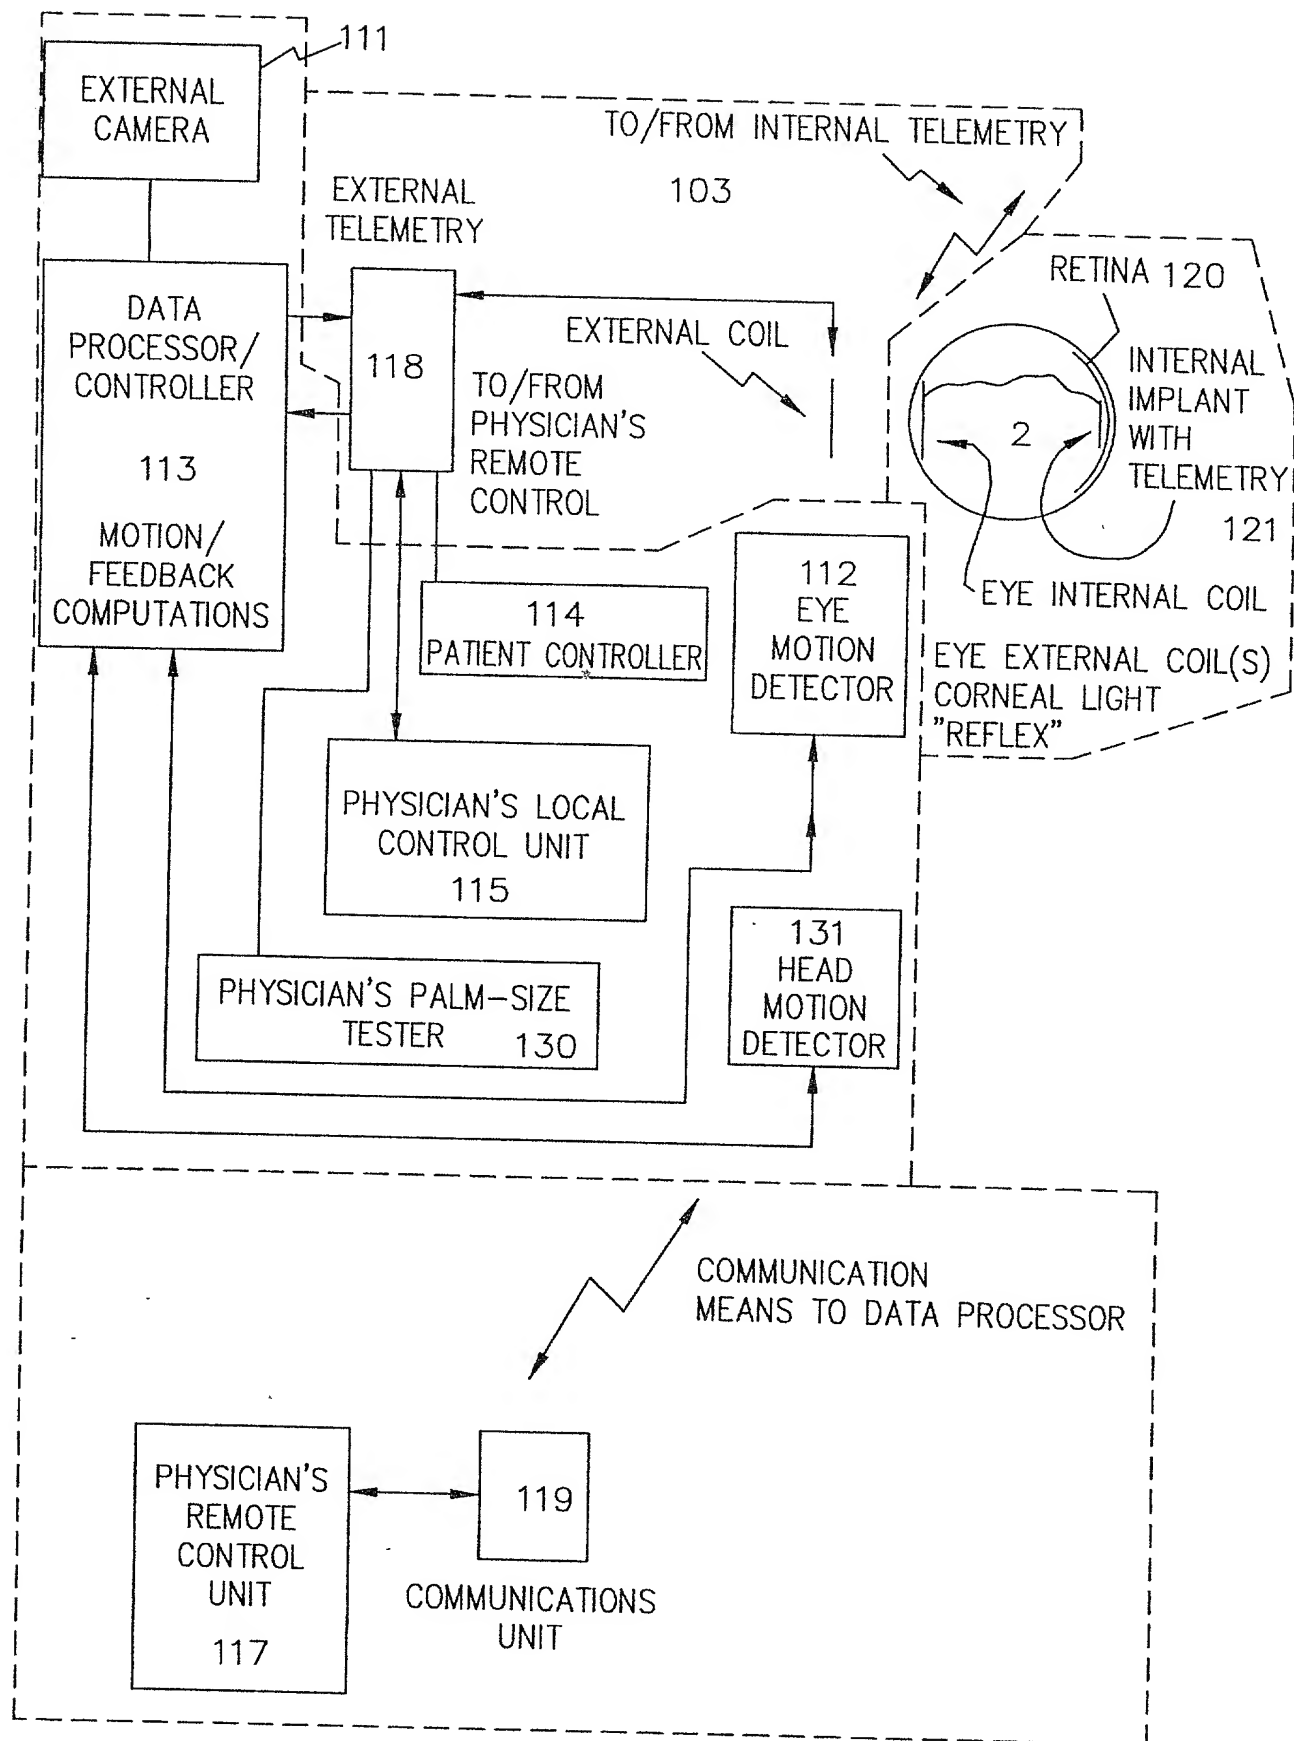 111
EXTERNAL
CAMERA
TO/FROM INTERNAL TELEMETRY
103
EXTERNAL
TELEMETRY
RETINA 120
DATA
PROCESSOR/
CONTROLLER
113
MOTION/
FEEDBACK
COMPUTATIONS
118
EXTERNAL COIL
TO/FROM
PHYSICIAN'S
REMOTE
CONTROL
2
INTERNAL
IMPLANT
WITH
TELEMETRY
121
EYE INTERNAL COIL
114
PATIENT CONTROLLER
112
EYE
MOTION
DETECTOR
EYE EXTERNAL COIL(S)
CORNEAL LIGHT
"REFLEX"
PHYSICIAN'S LOCAL
CONTROL UNIT
115
131
HEAD
MOTION
DETECTOR
PHYSICIAN'S PALM-SIZE
TESTER 130
COMMUNICATION
MEANS TO DATA PROCESSOR
PHYSICIAN'S
REMOTE
CONTROL
UNIT
117
119
COMMUNICATIONS
UNIT